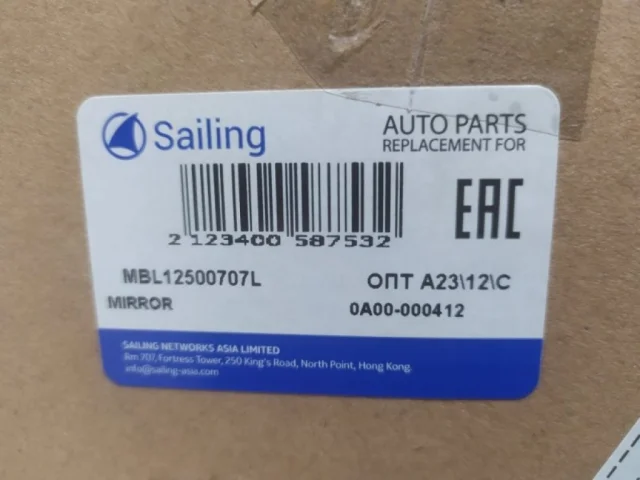 Sailing
AUTO PARTS
REPLACEMENT FOR
EAC
2 123400 587532
MBL12500707L
ОПТ A23\12\C
MIRROR
0A00-000412
SAILING NETWORKS ASIA LIMITED
Rm 707, Fortress Tower, 250 King's Road, North Point, Hong Kong.
info@sailing-asia.com